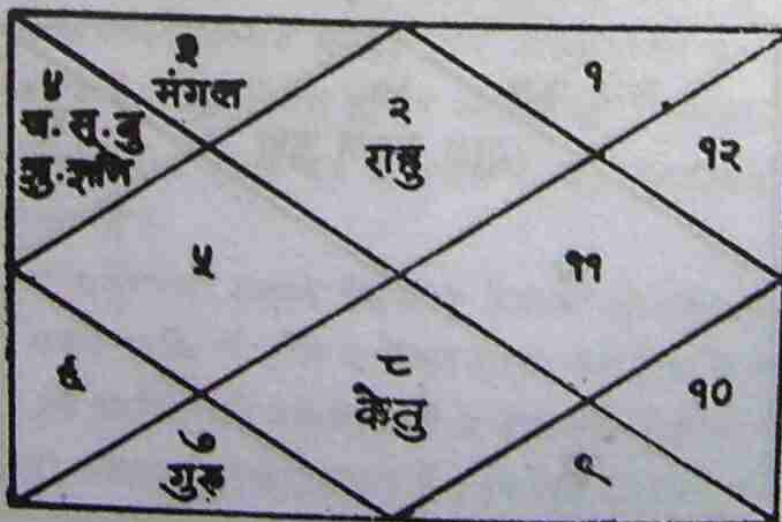 ३
मंगल
१
४
च. सू. बु
शु. शनि
२
राहु
१२
५
११
६
८
केतु
१०
७
गुरु
९